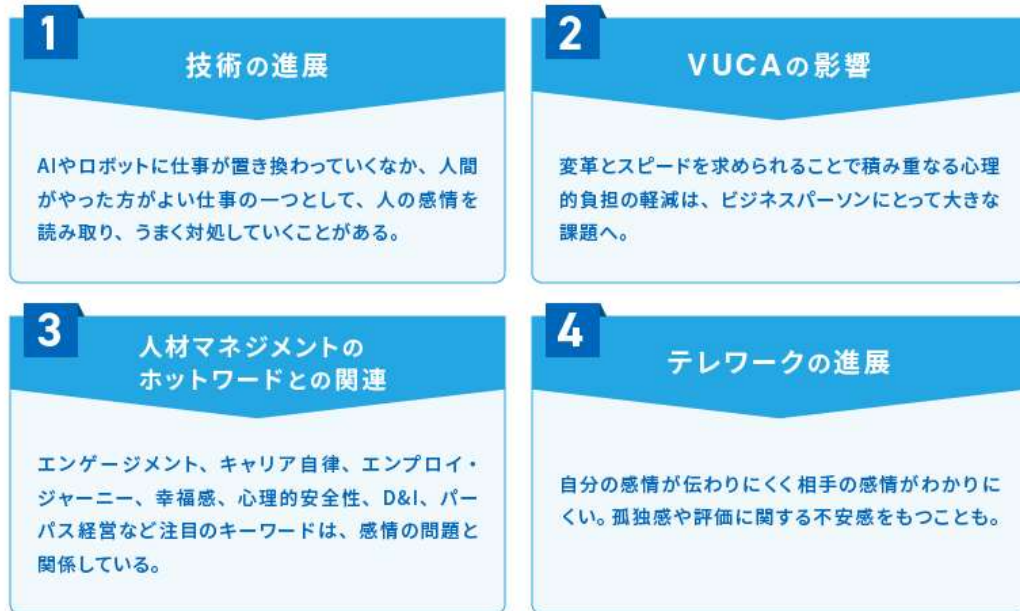 1
技術の進展
AIやロボットに仕事が置き換わっていくなか、人間
がやった方がよい仕事の一つとして、人の感情を
読み取り、うまく対処していくことがある。
2
VUCAの影響
変革とスピードを求められることで積み重なる心理
的負担の軽減は、ビジネスパーソンにとって大きな
課題へ。
3
人材マネジメントの
ホットワードとの関連
エンゲージメント、キャリア自律、エンプロイ・
ジャーニー、幸福感、心理的安全性、D&I、パー
パス経営など注目のキーワードは、感情の問題と
関係している。
4
テレワークの進展
自分の感情が伝わりにくく相手の感情がわかりに
くい。孤独感や評価に関する不安感をもつことも。